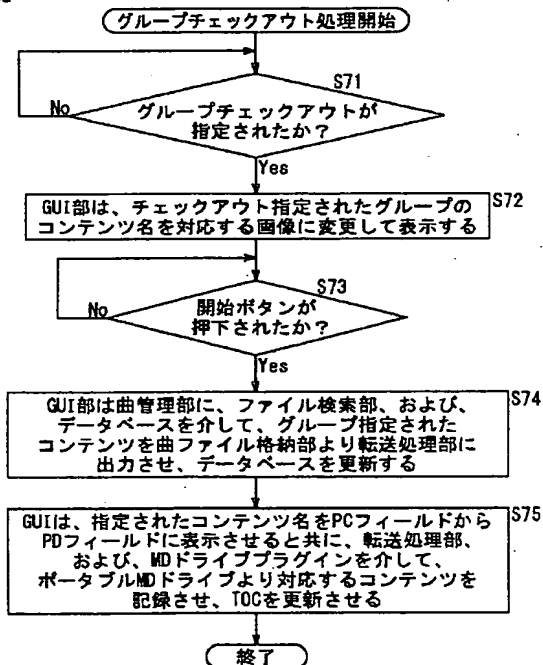 グループチェックアウト処理開始
S71
グループチェックアウトが
指定されたか?
No
Yes
S72
GUI部は、チェックアウト指定されたグループの
コンテンツ名を対応する画像に変更して表示する
S73
開始ボタンが
押下されたか?
No
Yes
S74
GUI部は曲管理部に、ファイル検索部、および、
データベースを介して、グループ指定された
コンテンツを曲ファイル格納部より転送処理部に
出力させ、データベースを更新する
S75
GUIは、指定されたコンテンツ名をPCフィールドから
PDフィールドに表示させると共に、転送処理部、
および、MDドライブプラグインを介して、
ポータブルMDドライブより対応するコンテンツを
記録させ、TOCを更新させる
終了